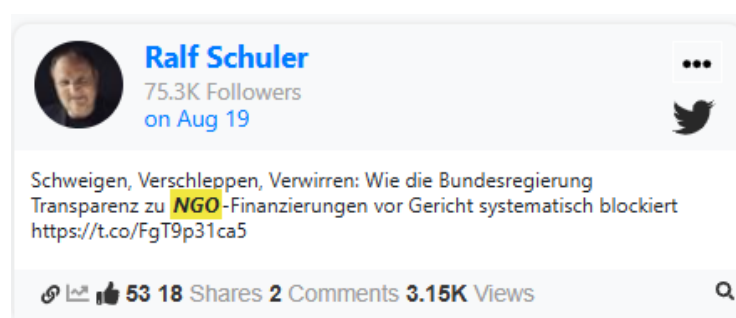 Ralf Schuler
75.3K Followers
on Aug 19
Schweigen, Verschleppen, Verwirren: Wie die Bundesregierung
Transparenz zu NGO-Finanzierungen vor Gericht systematisch blockiert
https://t.co/FgT9p31ca5
53 18 Shares 2 Comments 3.15K Views